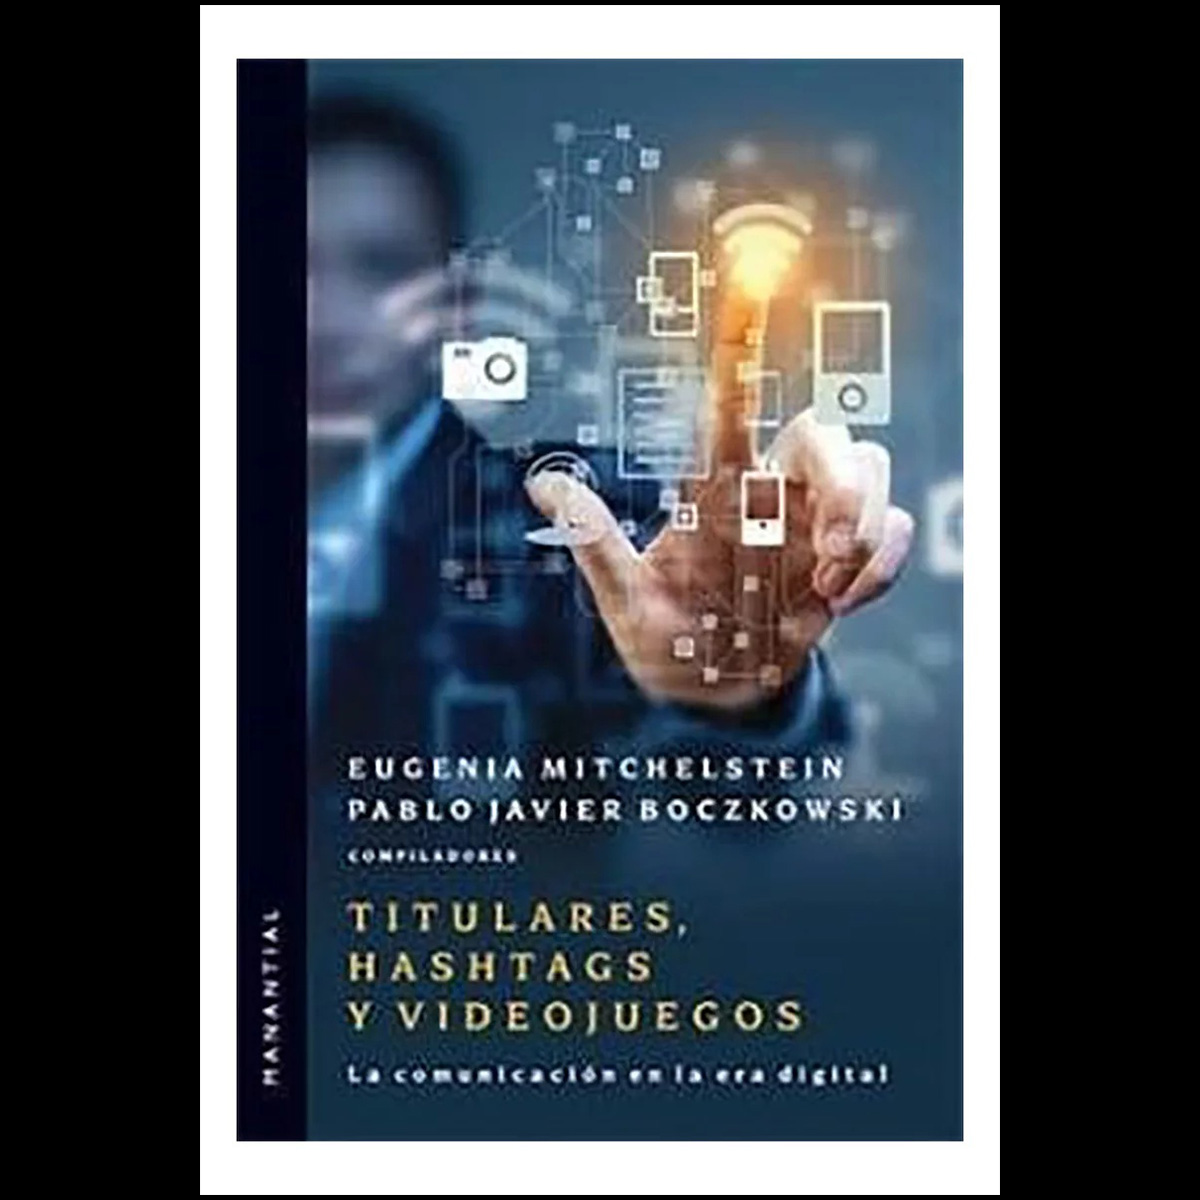 EUGENIA MITCHELSTEIN
PABLO JAVIER BOCZKOWSKI
COMPILADORES
TITULARES,
HASHTAGS
Y VIDEOJUEGOS
La comunicación en la era digital
MANANTIAL